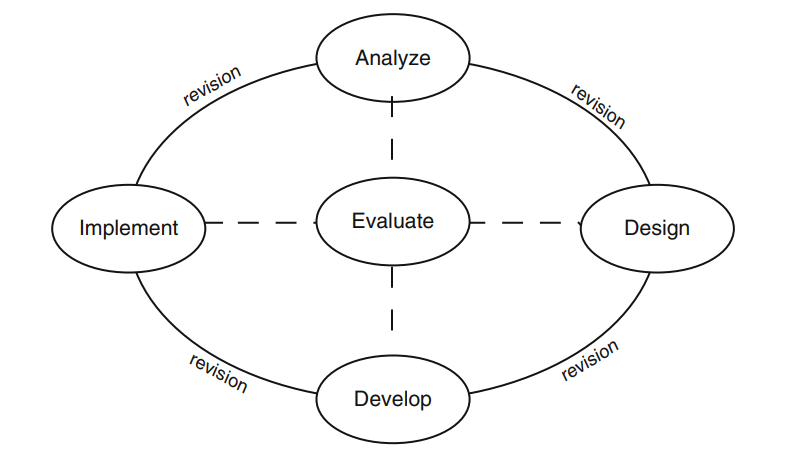 Analyze
revision
revision
Implement
Evaluate
Design
revision
revision
Develop